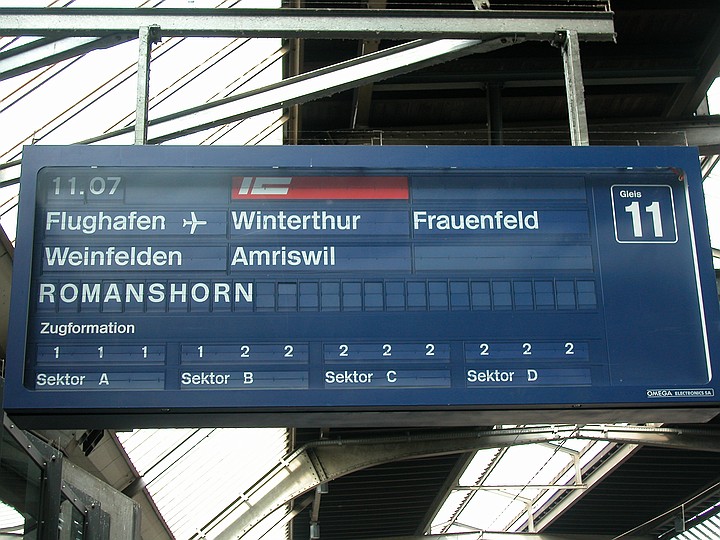 11.07 IC
Gleis
11
Flughafen Winterthur Frauenfeld
Weinfelden Amriswil
ROMANSHORN
Zugformation
1 1 1 1 2 2 2 2 2 2 2 2
Sektor A Sektor B Sektor C Sektor D
OMEGA ELECTRONICS SA